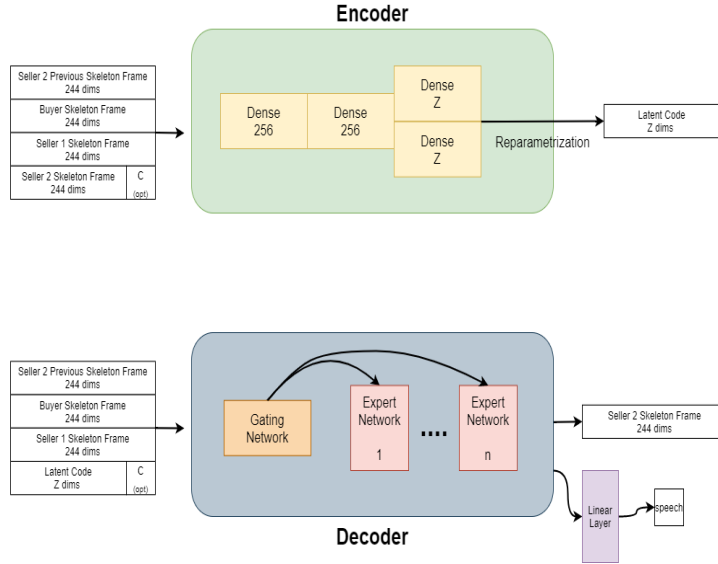 Encoder
Seller 2 Previous Skeleton Frame
244 dims
Buyer Skeleton Frame
244 dims
Seller 1 Skeleton Frame
244 dims
Seller 2 Skeleton Frame
244 dims
C
(opt)
Dense
256
Dense
256
Dense
Z
Dense
Z
Reparametrization
Latent Code
Z dims
Seller 2 Previous Skeleton Frame
244 dims
Buyer Skeleton Frame
244 dims
Seller 1 Skeleton Frame
244 dims
Latent Code
Z dims
C
(opt)
Gating
Network
Expert
Network
1
....
Expert
Network
n
Seller 2 Skeleton Frame
244 dims
Linear
Layer
speech
Decoder